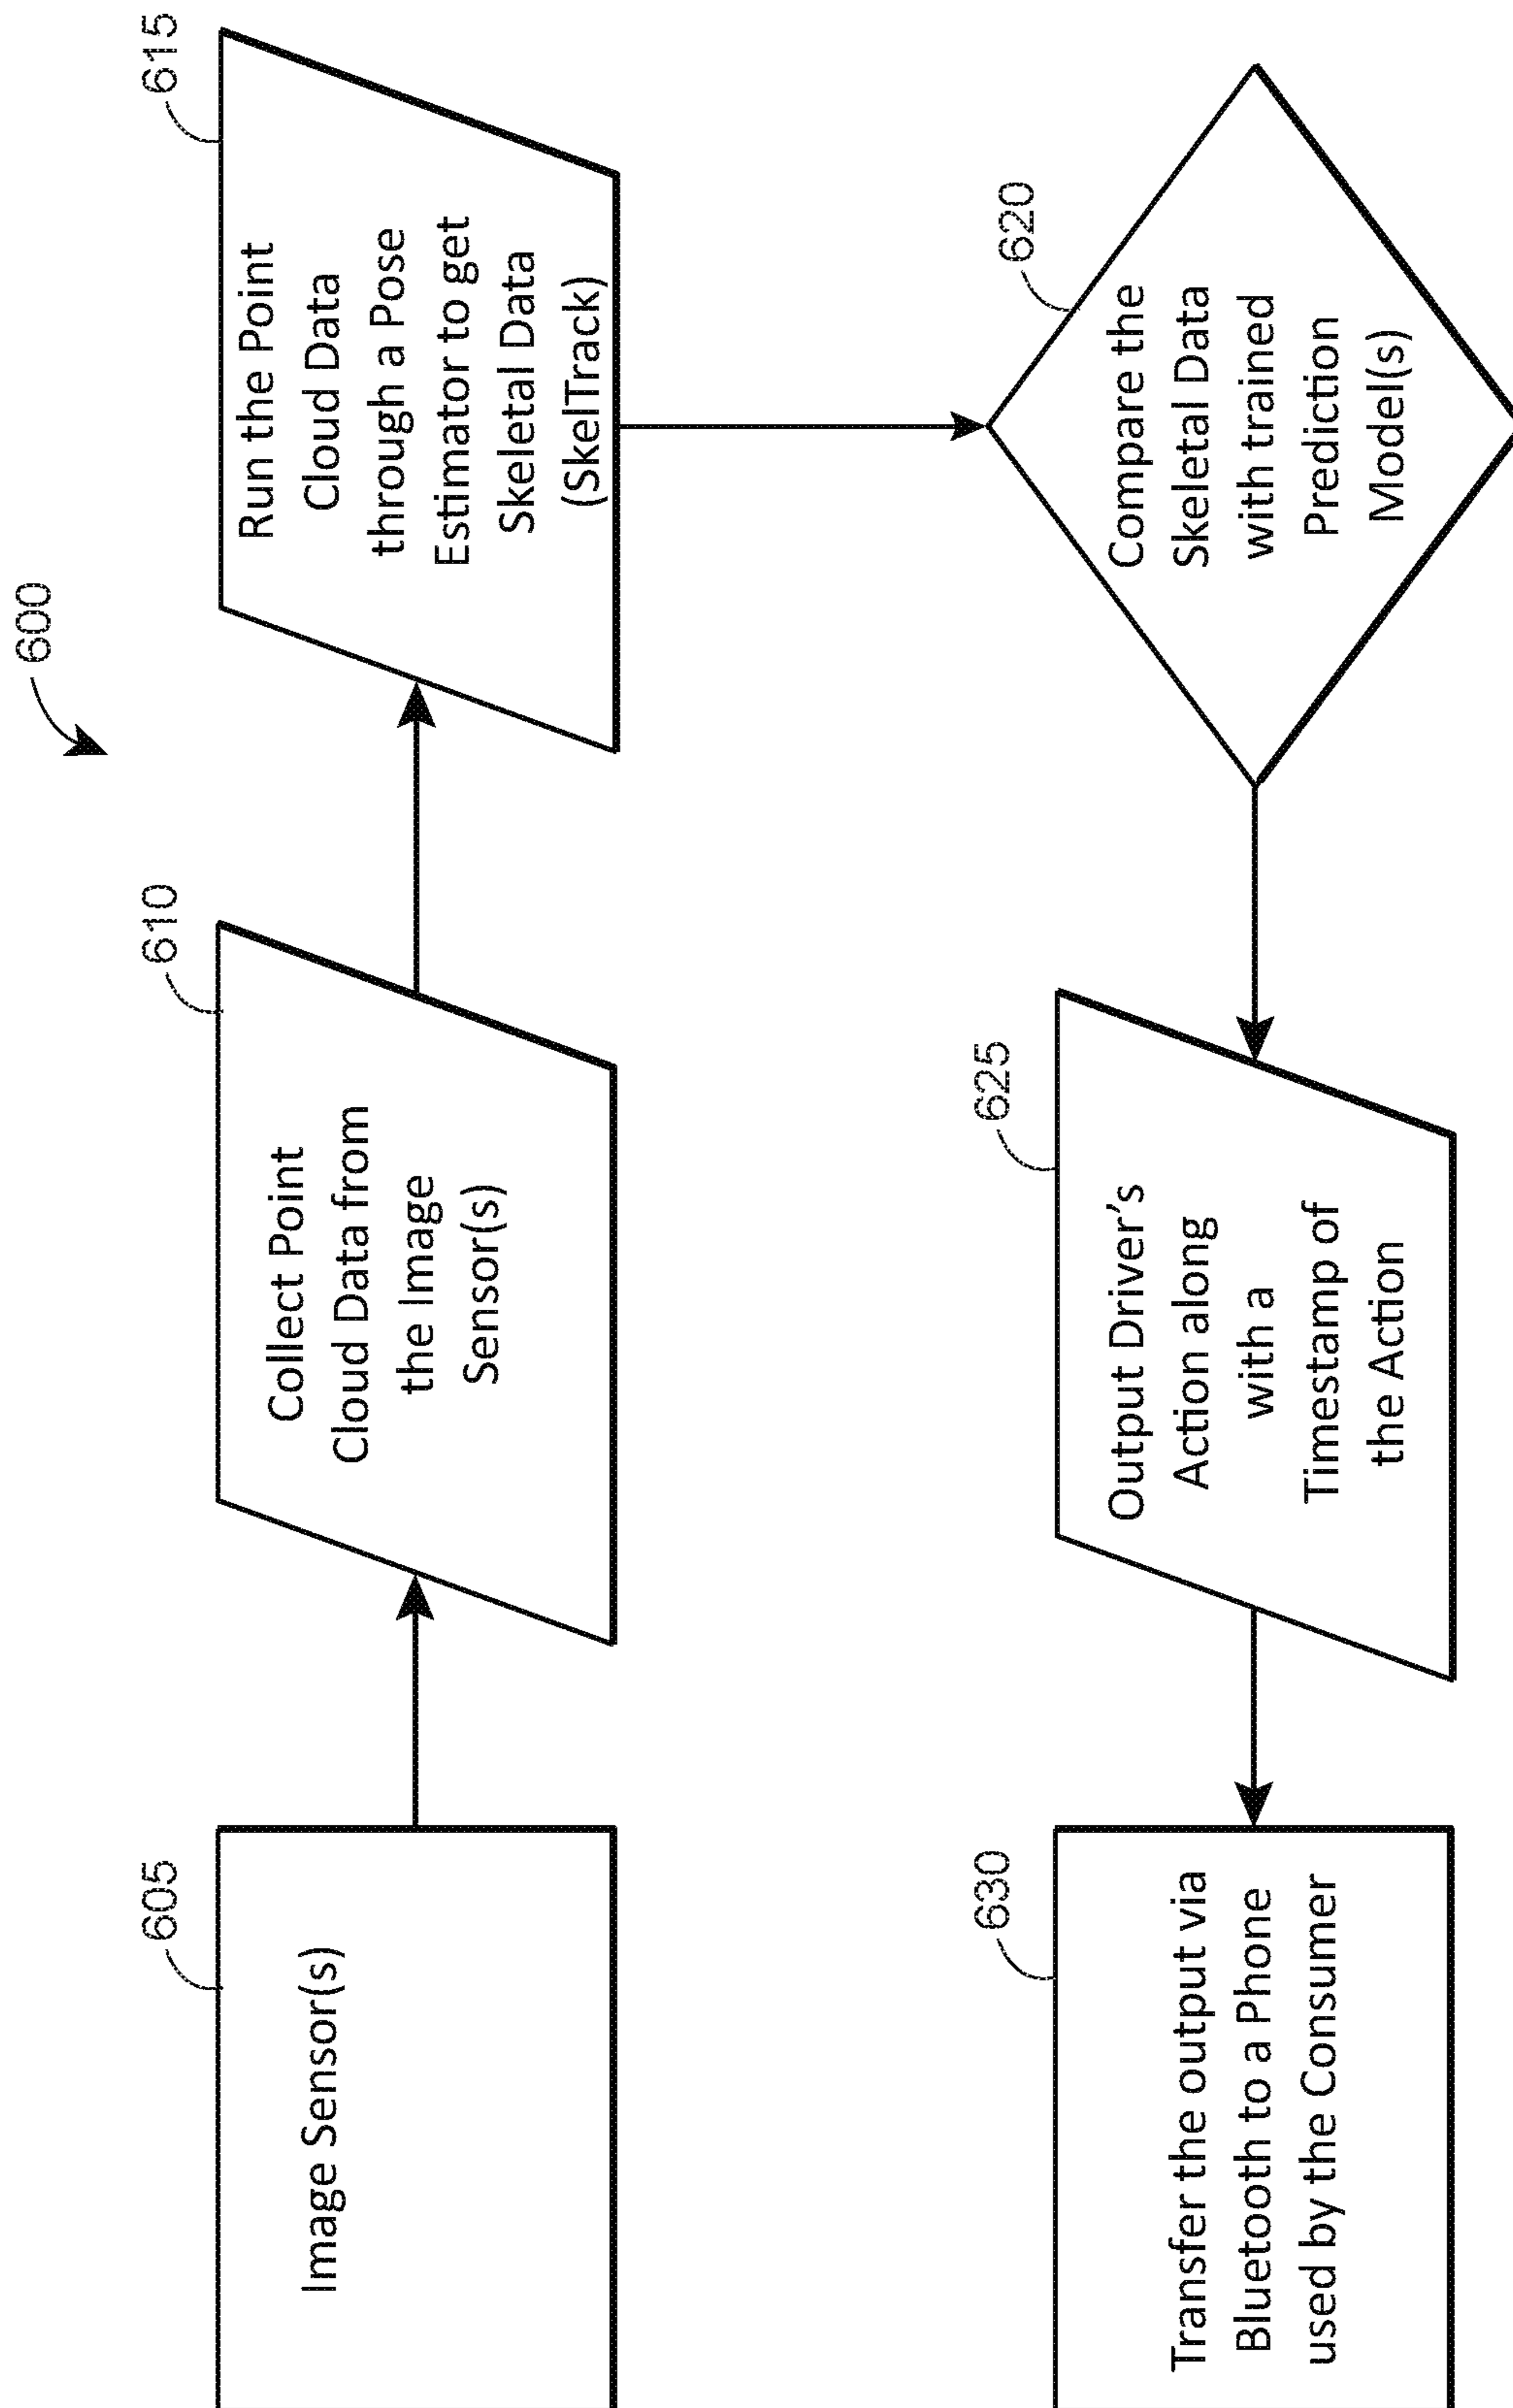 600
605
Image Sensor(s)
610
Collect Point
Cloud Data from
the Image
Sensor(s)
615
Run the Point
Cloud Data
through a Pose
Estimator to get
Skeletal Data
(SkelTrack)
620
Compare the
Skeletal Data
with trained
Prediction
Model(s)
625
Output Driver’s
Action along
with a
Timestamp of
the Action
630
Transfer the output via
Bluetooth to a Phone
used by the Consumer